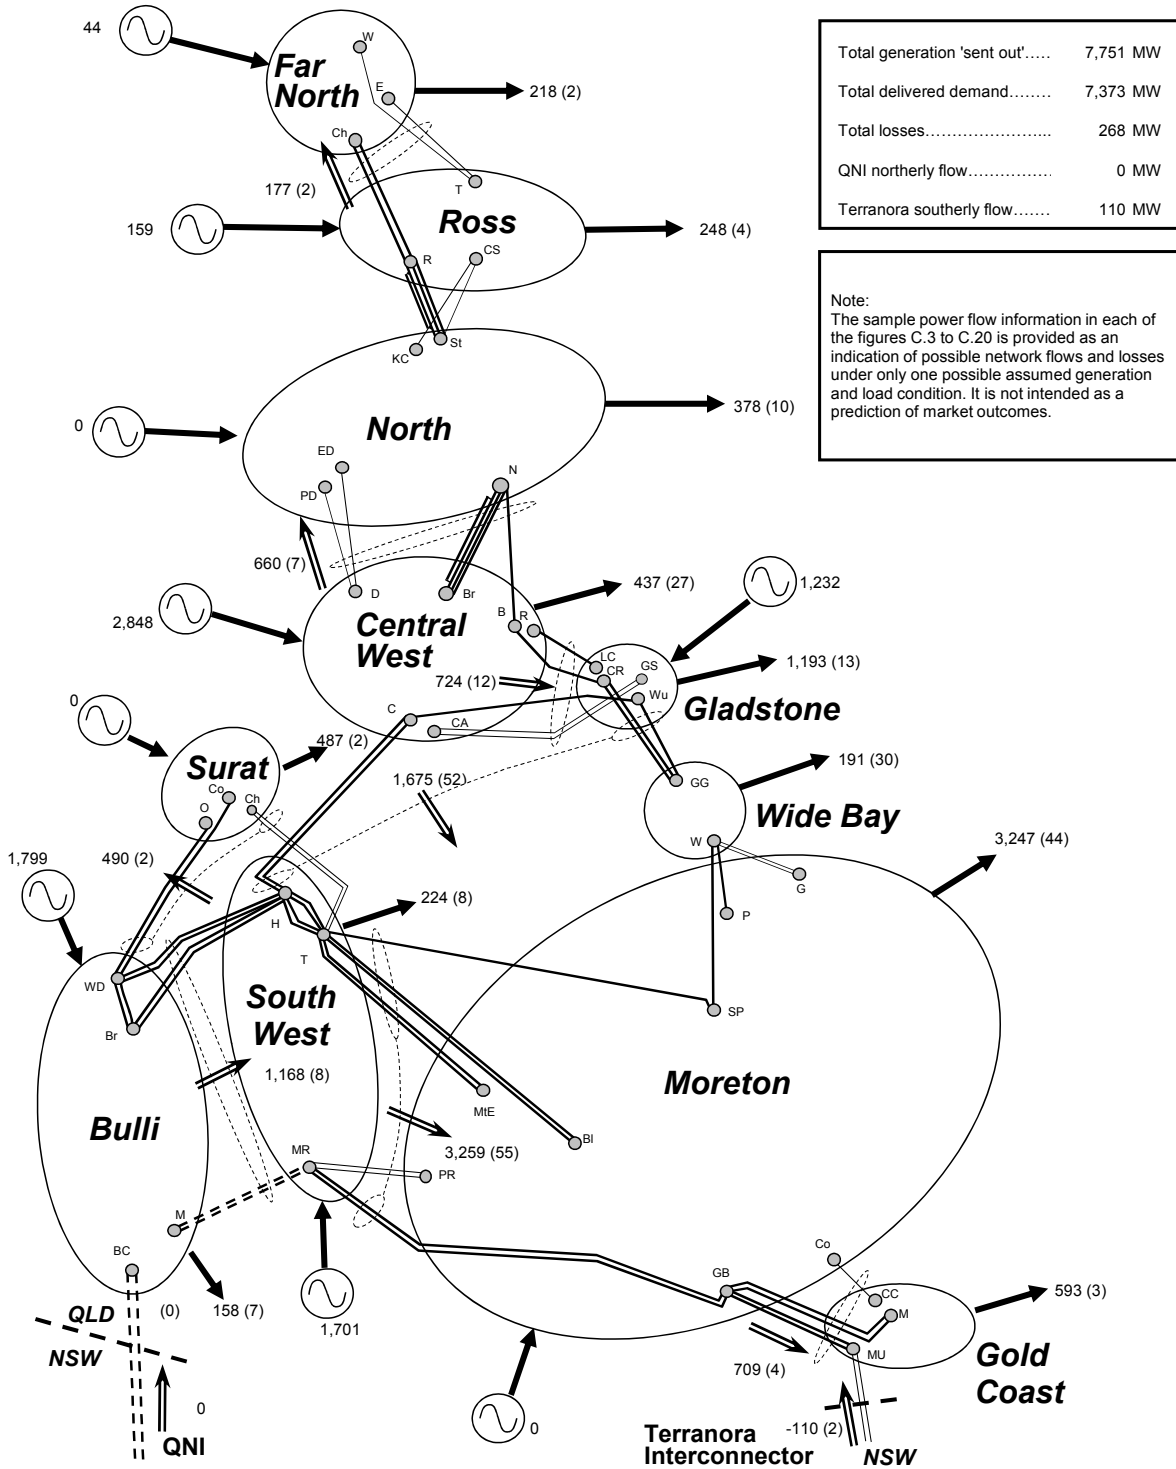 44
W
Far
North
E
Ch
218 (2)
177 (2)
T
159
Ross
248 (4)
R
CS
St
KC
Total generation 'sent out'..... 7,751 MW
Total delivered demand........ 7,373 MW
Total losses........................ 268 MW
QNI northerly flow................ 0 MW
Terranora southerly flow....... 110 MW
Note:
The sample power flow information in each of
the figures C.3 to C.20 is provided as an
indication of possible network flows and losses
under only one possible assumed generation
and load condition. It is not intended as a
prediction of market outcomes.
0
North
378 (10)
ED
PD
N
660 (7)
D
Br
437 (27)
1,232
2,848
Central
West
B
R
LC
CR
GS
Wu
1,193 (13)
724 (12)
Gladstone
C
CA
0
487 (2)
Surat
Co
Ch
O
1,675 (52)
GG
191 (30)
Wide Bay
W
G
P
3,247 (44)
1,799
490 (2)
224 (8)
H
T
WD
Br
South
West
SP
1,168 (8)
Moreton
MtE
Bulli
BI
3,259 (55)
MR
PR
M
BC
Co
GB
CC
M
MU
593 (3)
QLD
(0)
158 (7)
1,701
NSW
709 (4)
Gold
Coast
0
QNI
0
Terranora
Interconnector
-110 (2)
NSW